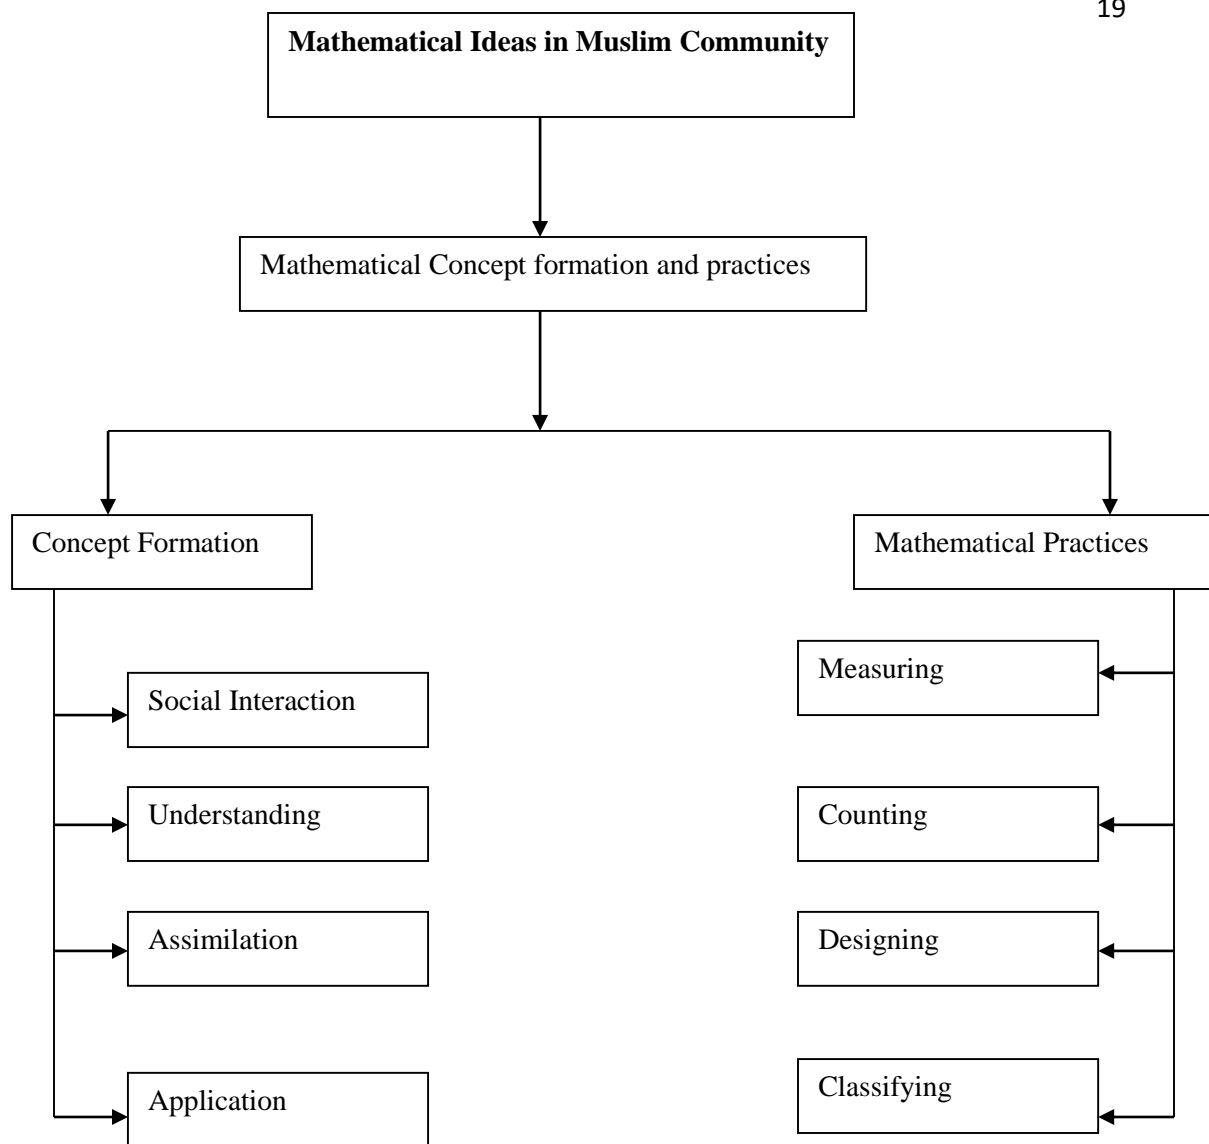 19
Mathematical Ideas in Muslim Community
Mathematical Concept formation and practices
Concept Formation
Mathematical Practices
Social Interaction
Understanding
Assimilation
Application
Measuring
Counting
Designing
Classifying